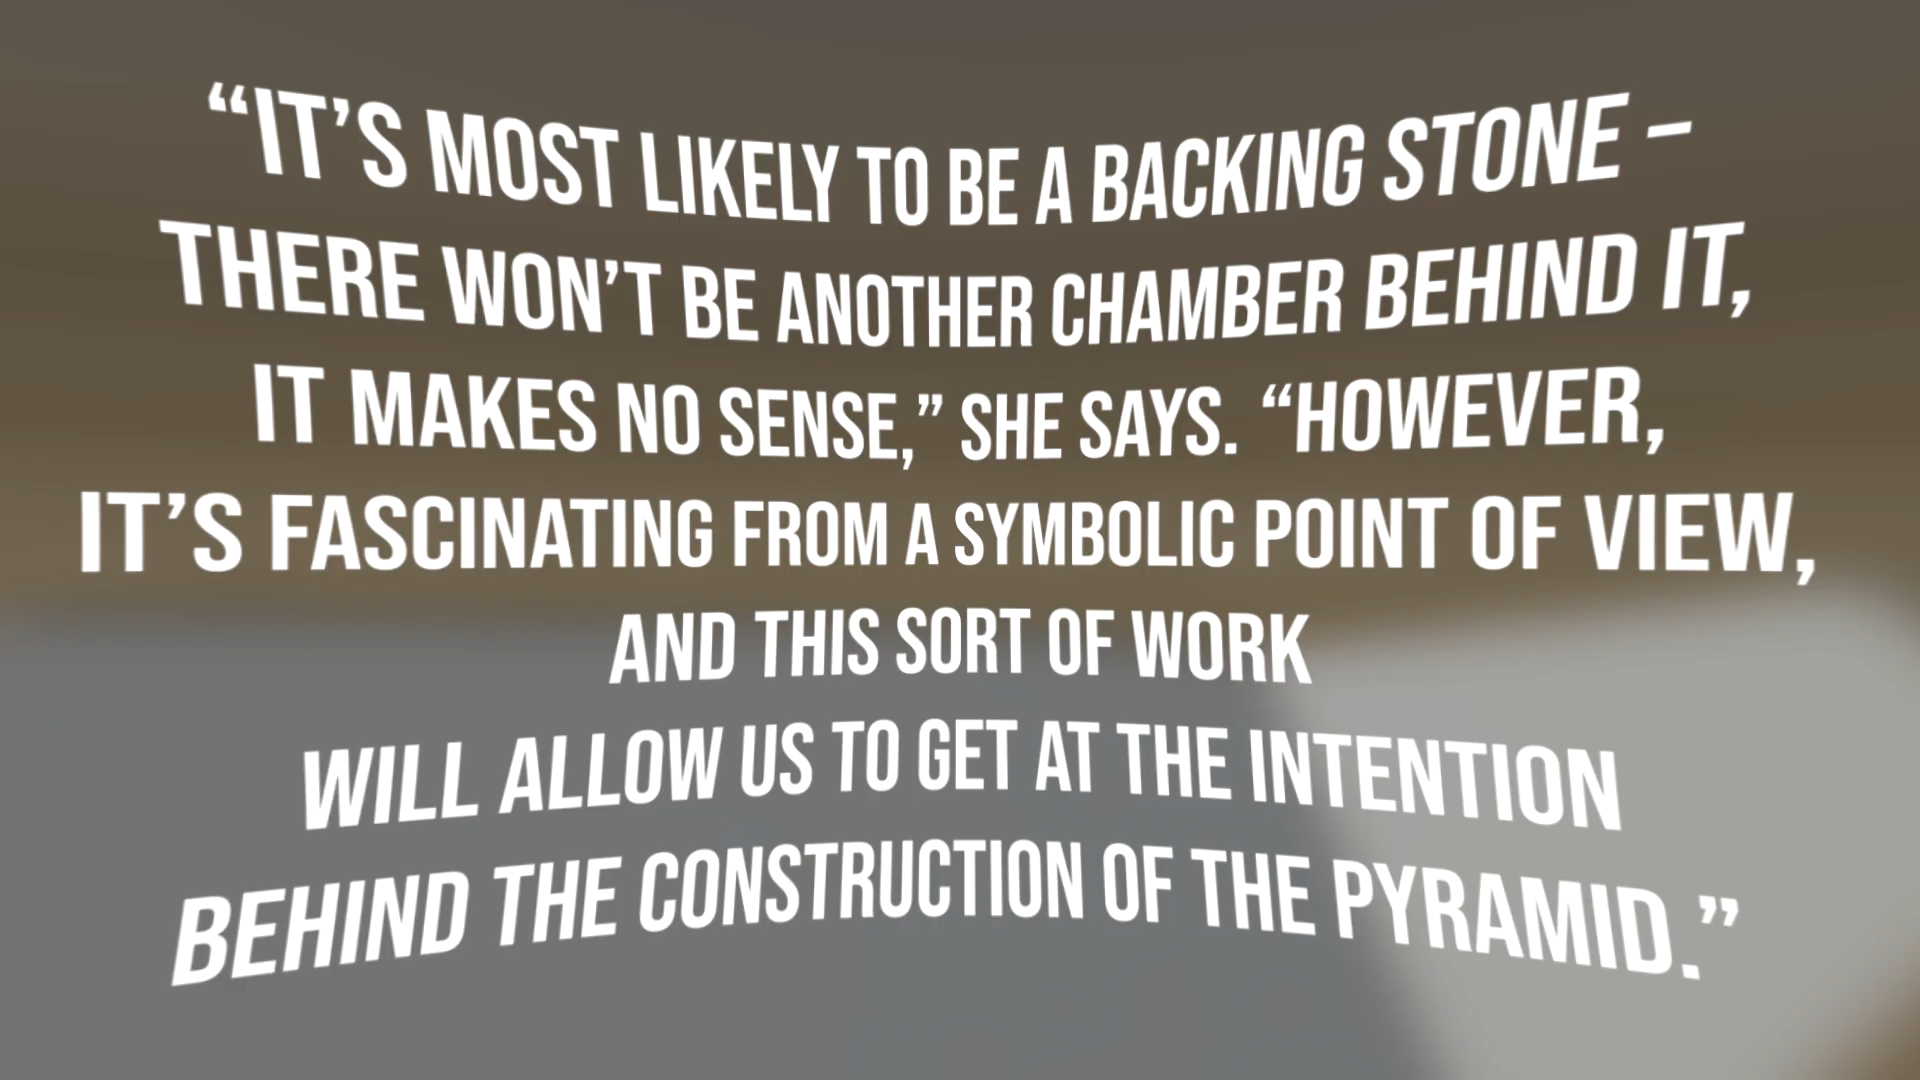 “IT’S MOST LIKELY TO BE A BACKING STONE –
THERE WON’T BE ANOTHER CHAMBER BEHIND IT,
IT MAKES NO SENSE,” SHE SAYS. “HOWEVER,
IT’S FASCINATING FROM A SYMBOLIC POINT OF VIEW,
AND THIS SORT OF WORK
WILL ALLOW US TO GET AT THE INTENTION
BEHIND THE CONSTRUCTION OF THE PYRAMID.”